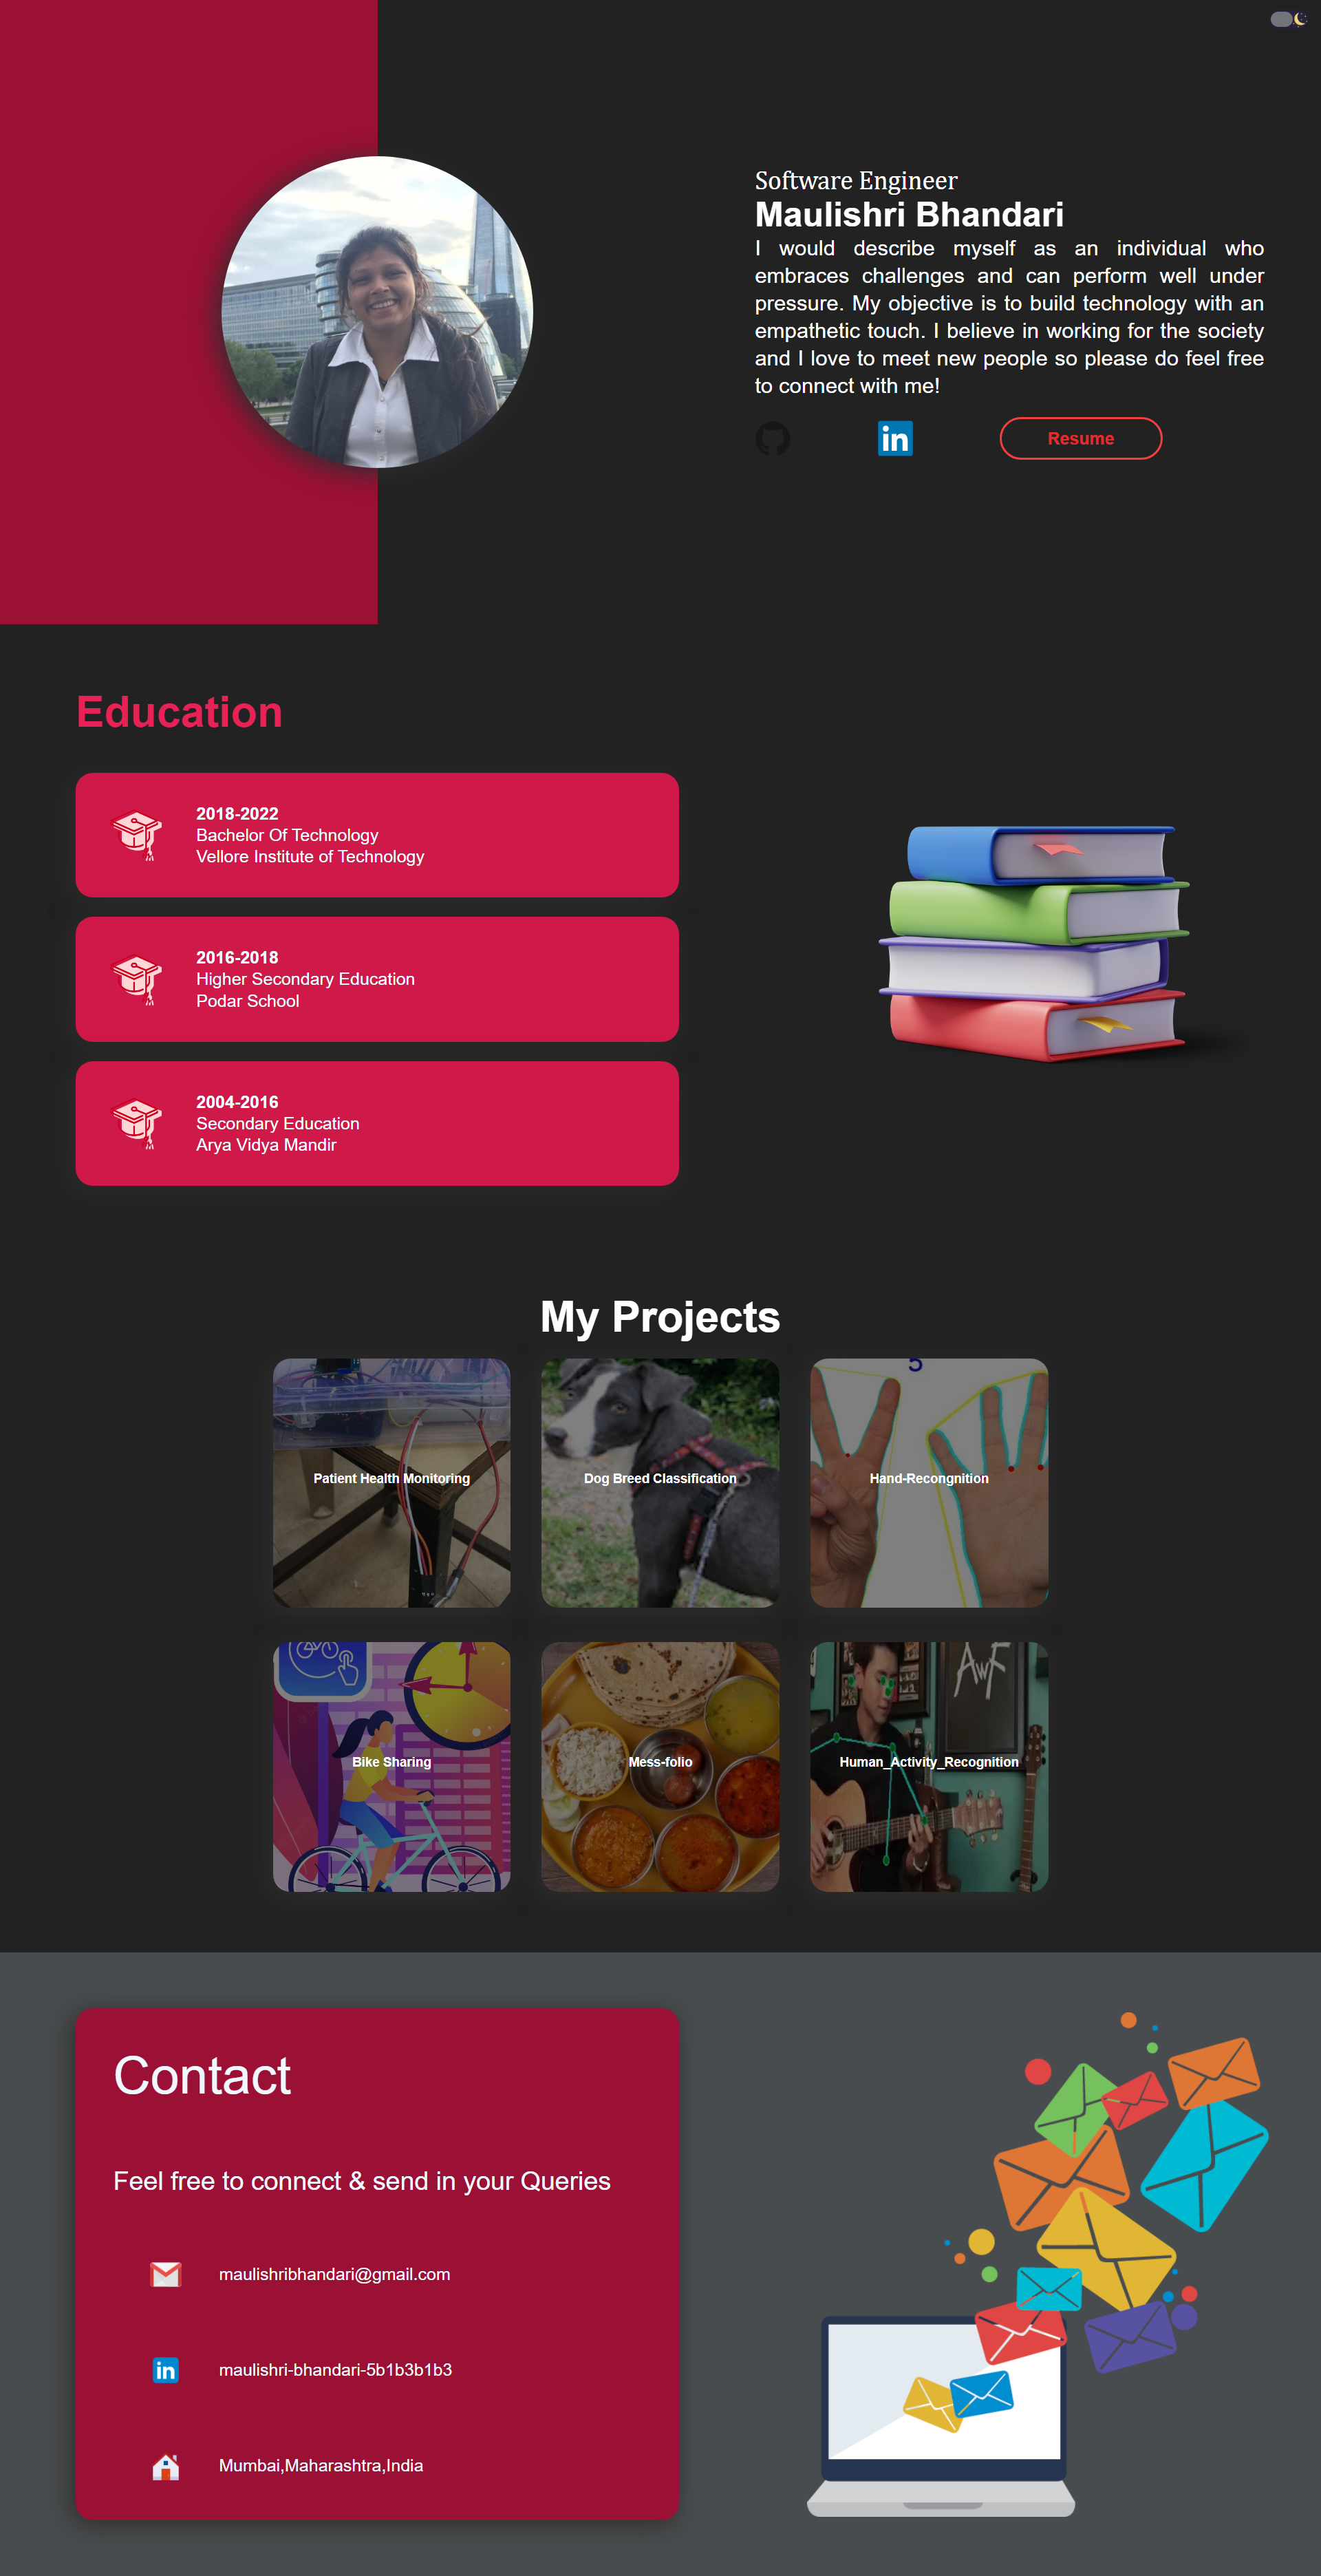 Software Engineer
Maulishri Bhandari
I would describe myself as an individual who
embraces challenges and can perform well under
pressure. My objective is to build technology with an
empathetic touch. I believe in working for the society
and I love to meet new people so please do feel free
to connect with me!
in
Resume
Education
2018-2022
Bachelor Of Technology
Vellore Institute of Technology
2016-2018
Higher Secondary Education
Podar School
2004-2016
Secondary Education
Arya Vidya Mandir
My Projects
5
Patient Health Monitoring
Dog Breed Classification
Hand-Recongnition
AWF
Bike Sharing
Mess-folio
Human_Activity_Recognition
Contact
Feel free to connect & send in your Queries
maulishribhandari@gmail.com
in
maulishri-bhandari-5b1b3b1b3
Mumbai,Maharashtra,India